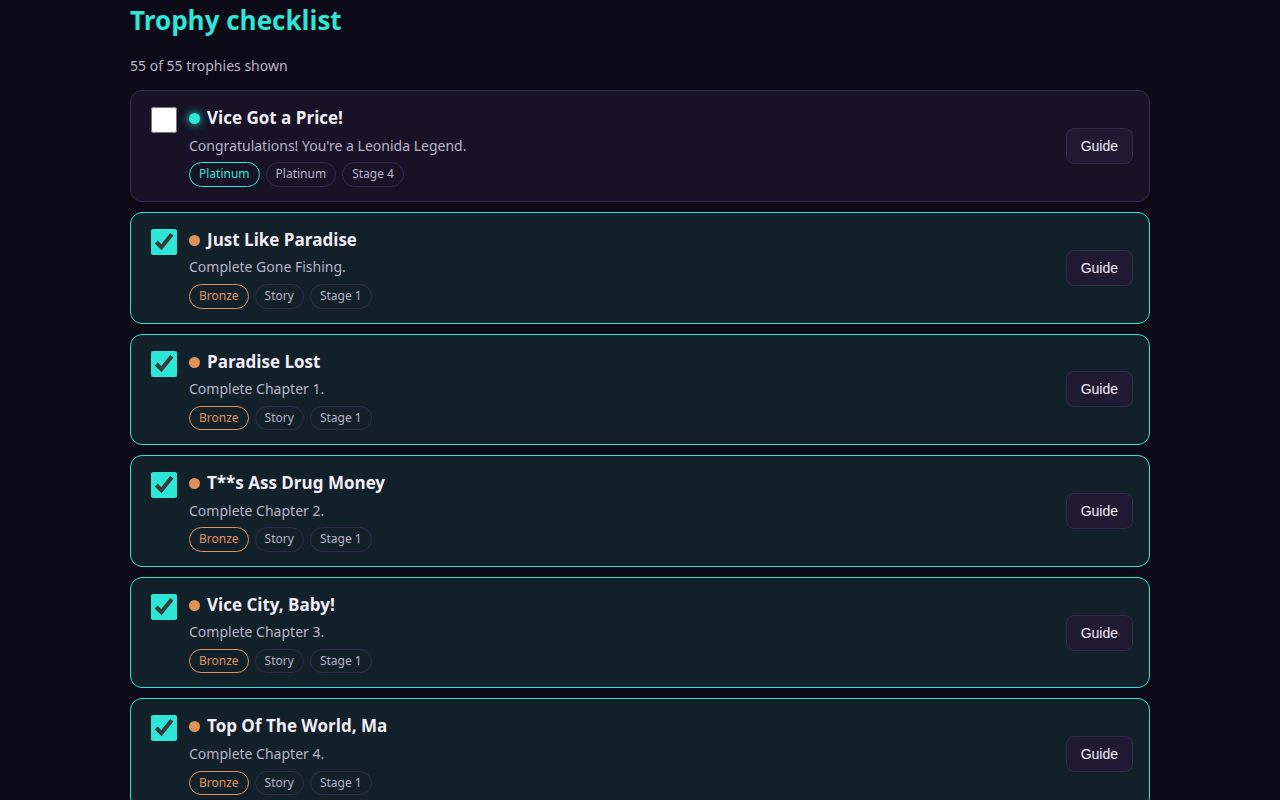 Trophy checklist
55 of 55 trophies shown
Vice Got a Price!
Congratulations! You're a Leonida Legend.
Platinum Platinum Stage 4
Guide
Just Like Paradise
Complete Gone Fishing.
Bronze Story Stage 1
Guide
Paradise Lost
Complete Chapter 1.
Bronze Story Stage 1
Guide
T**s Ass Drug Money
Complete Chapter 2.
Bronze Story Stage 1
Guide
Vice City, Baby!
Complete Chapter 3.
Bronze Story Stage 1
Guide
Top Of The World, Ma
Complete Chapter 4.
Bronze Story Stage 1
Guide